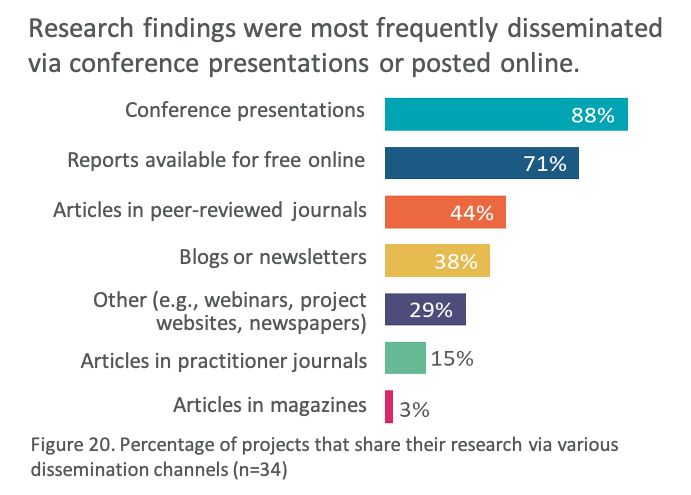 Research findings were most frequently disseminated
via conference presentations or posted online.
Conference presentations 88%
Reports available for free online 71%
Articles in peer-reviewed journals 44%
Blogs or newsletters 38%
Other (e.g., webinars, project
websites, newspapers) 29%
Articles in practitioner journals 15%
Articles in magazines 3%
Figure 20. Percentage of projects that share their research via various
dissemination channels (n=34)